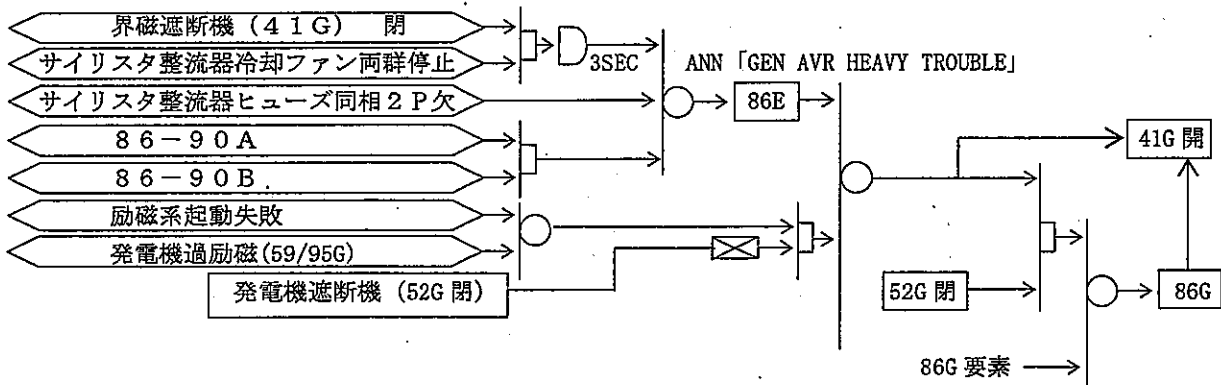 界磁遮断機（４１Ｇ）　閉
サイリスタ整流器冷却ファン両群停止
3SEC
ANN「GEN AVR HEAVY TROUBLE」
サイリスタ整流器ヒューズ同相２Ｐ欠
86E
８６－９０Ａ
41G 開
８６－９０Ｂ
励磁系起動失敗
発電機過励磁(59/95G)
発電機遮断機（52G 閉）
52G 閉
86G
86G 要素